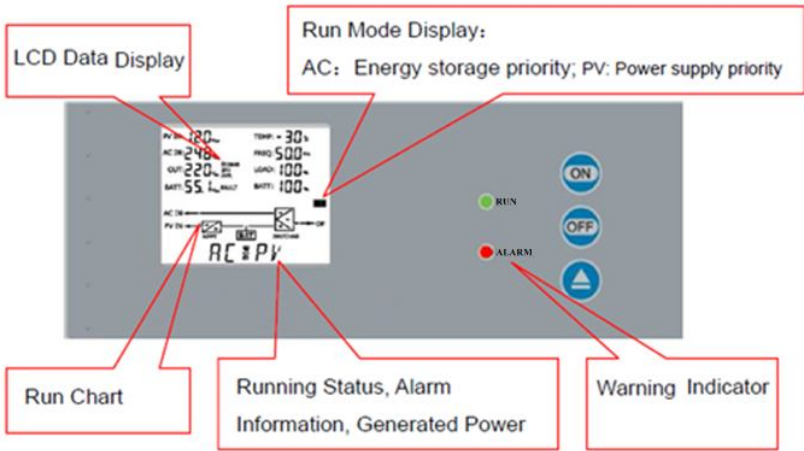 LCD Data Display
Run Mode Display：
AC： Energy storage priority; PV: Power supply priority
PV IN: 120
TEMP: - 30
AC IN: 248
FREQ: 50.0
OUT: 220
LOAD: 100
BATT: 55.1 FAULT
BATT: 100
AC IN
PV IN
BAT
AC PV
RUN
ALARM
ON
OFF
Run Chart
Running Status, Alarm
Information, Generated Power
Warning Indicator